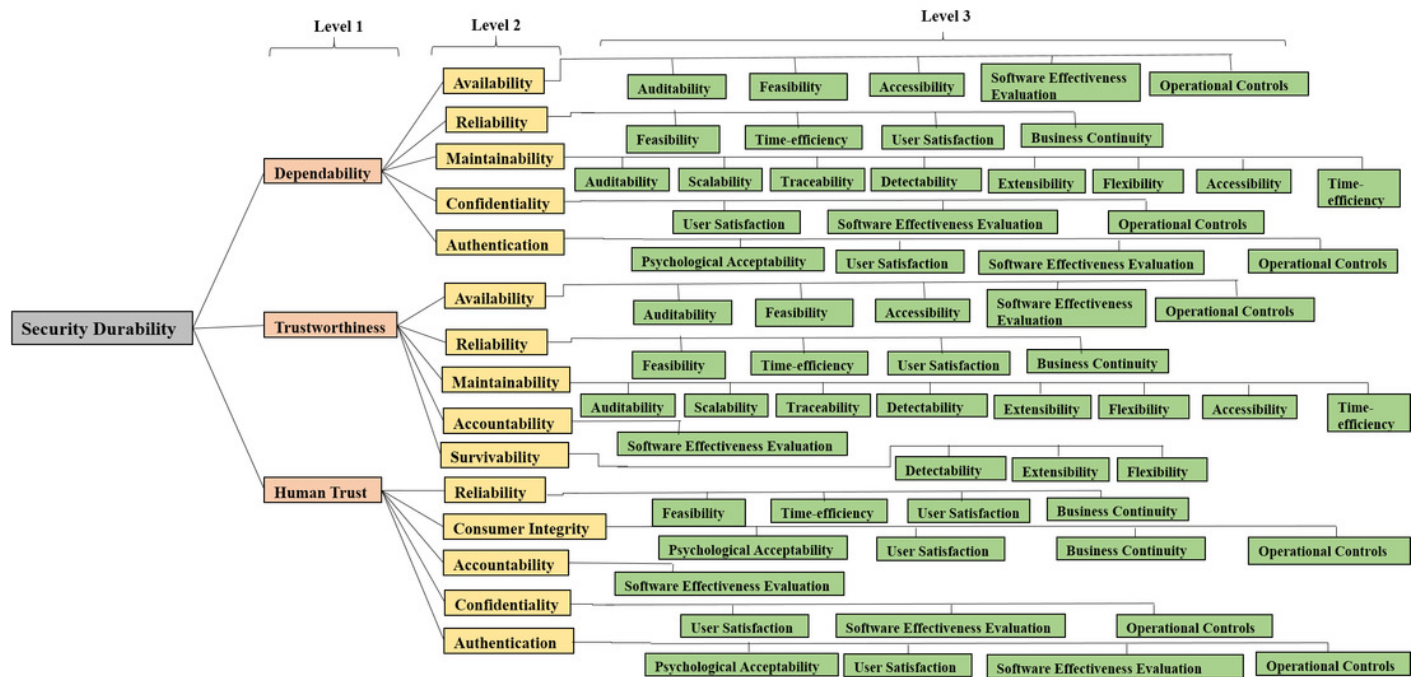 Level 1
Level 2
Level 3
Security Durability
Dependability
Availability
Auditability
Feasibility
Accessibility
Software Effectiveness
Evaluation
Operational Controls
Reliability
Feasibility
Time-efficiency
User Satisfaction
Business Continuity
Maintainability
Auditability
Scalability
Traceability
Detectability
Extensibility
Flexibility
Accessibility
Time-
efficiency
Confidentiality
User Satisfaction
Software Effectiveness Evaluation
Operational Controls
Authentication
Psychological Acceptability
User Satisfaction
Software Effectiveness Evaluation
Operational Controls
Trustworthiness
Availability
Auditability
Feasibility
Accessibility
Software Effectiveness
Evaluation
Operational Controls
Reliability
Feasibility
Time-efficiency
User Satisfaction
Business Continuity
Maintainability
Auditability
Scalability
Traceability
Detectability
Extensibility
Flexibility
Accessibility
Time-
efficiency
Accountability
Software Effectiveness Evaluation
Survivability
Detectability
Extensibility
Flexibility
Human Trust
Reliability
Feasibility
Time-efficiency
User Satisfaction
Business Continuity
Consumer Integrity
Psychological Acceptability
User Satisfaction
Business Continuity
Operational Controls
Accountability
Software Effectiveness Evaluation
Confidentiality
User Satisfaction
Software Effectiveness Evaluation
Operational Controls
Authentication
Psychological Acceptability
User Satisfaction
Software Effectiveness Evaluation
Operational Controls